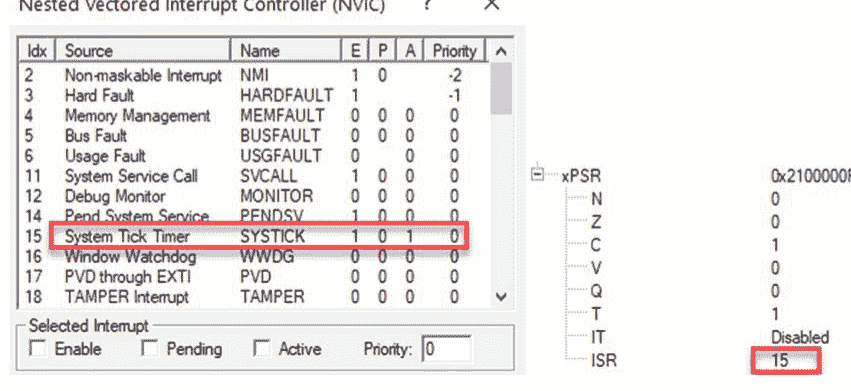 Nested Vectored Interrupt Controller (NVIC) ? X
Idx Source Name E P A Priority
2 Non-maskable Interrupt NMI 1 0 -2
3 Hard Fault HARDFAULT 1 -1
4 Memory Management MEMFAULT 0 0 0 0
5 Bus Fault BUSFAULT 0 0 0 0
6 Usage Fault USGFAULT 0 0 0
11 System Service Call SVCALL 1 0 0 0
12 Debug Monitor MONITOR 0 0 0 0
14 Pend System Service PENDSV 1 0 0 0
15 System Tick Timer SYSTICK 1 0 1 0
16 Window Watchdog WWDG 0 0 0 0
17 PVD through EXTI PVD 0 0 0 0
18 TAMPER Interrupt TAMPER 0 0 0 0
Selected Interrupt
Enable Pending Active Priority: 0
xPSR 0x2100000F
N 0
Z 0
C 1
V 0
Q 0
T 1
IT Disabled
ISR 15